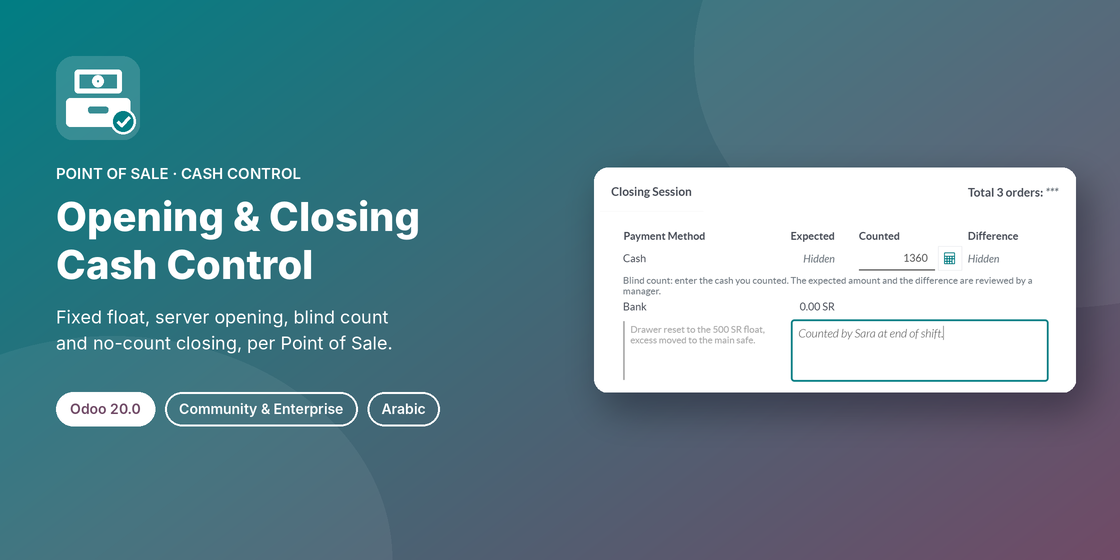 POINT OF SALE · CASH CONTROL
Opening & Closing
Cash Control
Fixed float, server opening, blind count
and no-count closing, per Point of Sale.
Odoo 20.0
Community & Enterprise
Arabic
Closing Session
Total 3 orders: ***
Payment Method Expected Counted Difference
Cash Hidden 1360 Hidden
Blind count: enter the cash you counted. The expected amount and the difference are reviewed by a
manager.
Bank 0.00 SR
Drawer reset to the 500 SR float,
excess moved to the main safe.
Counted by Sara at end of shift.